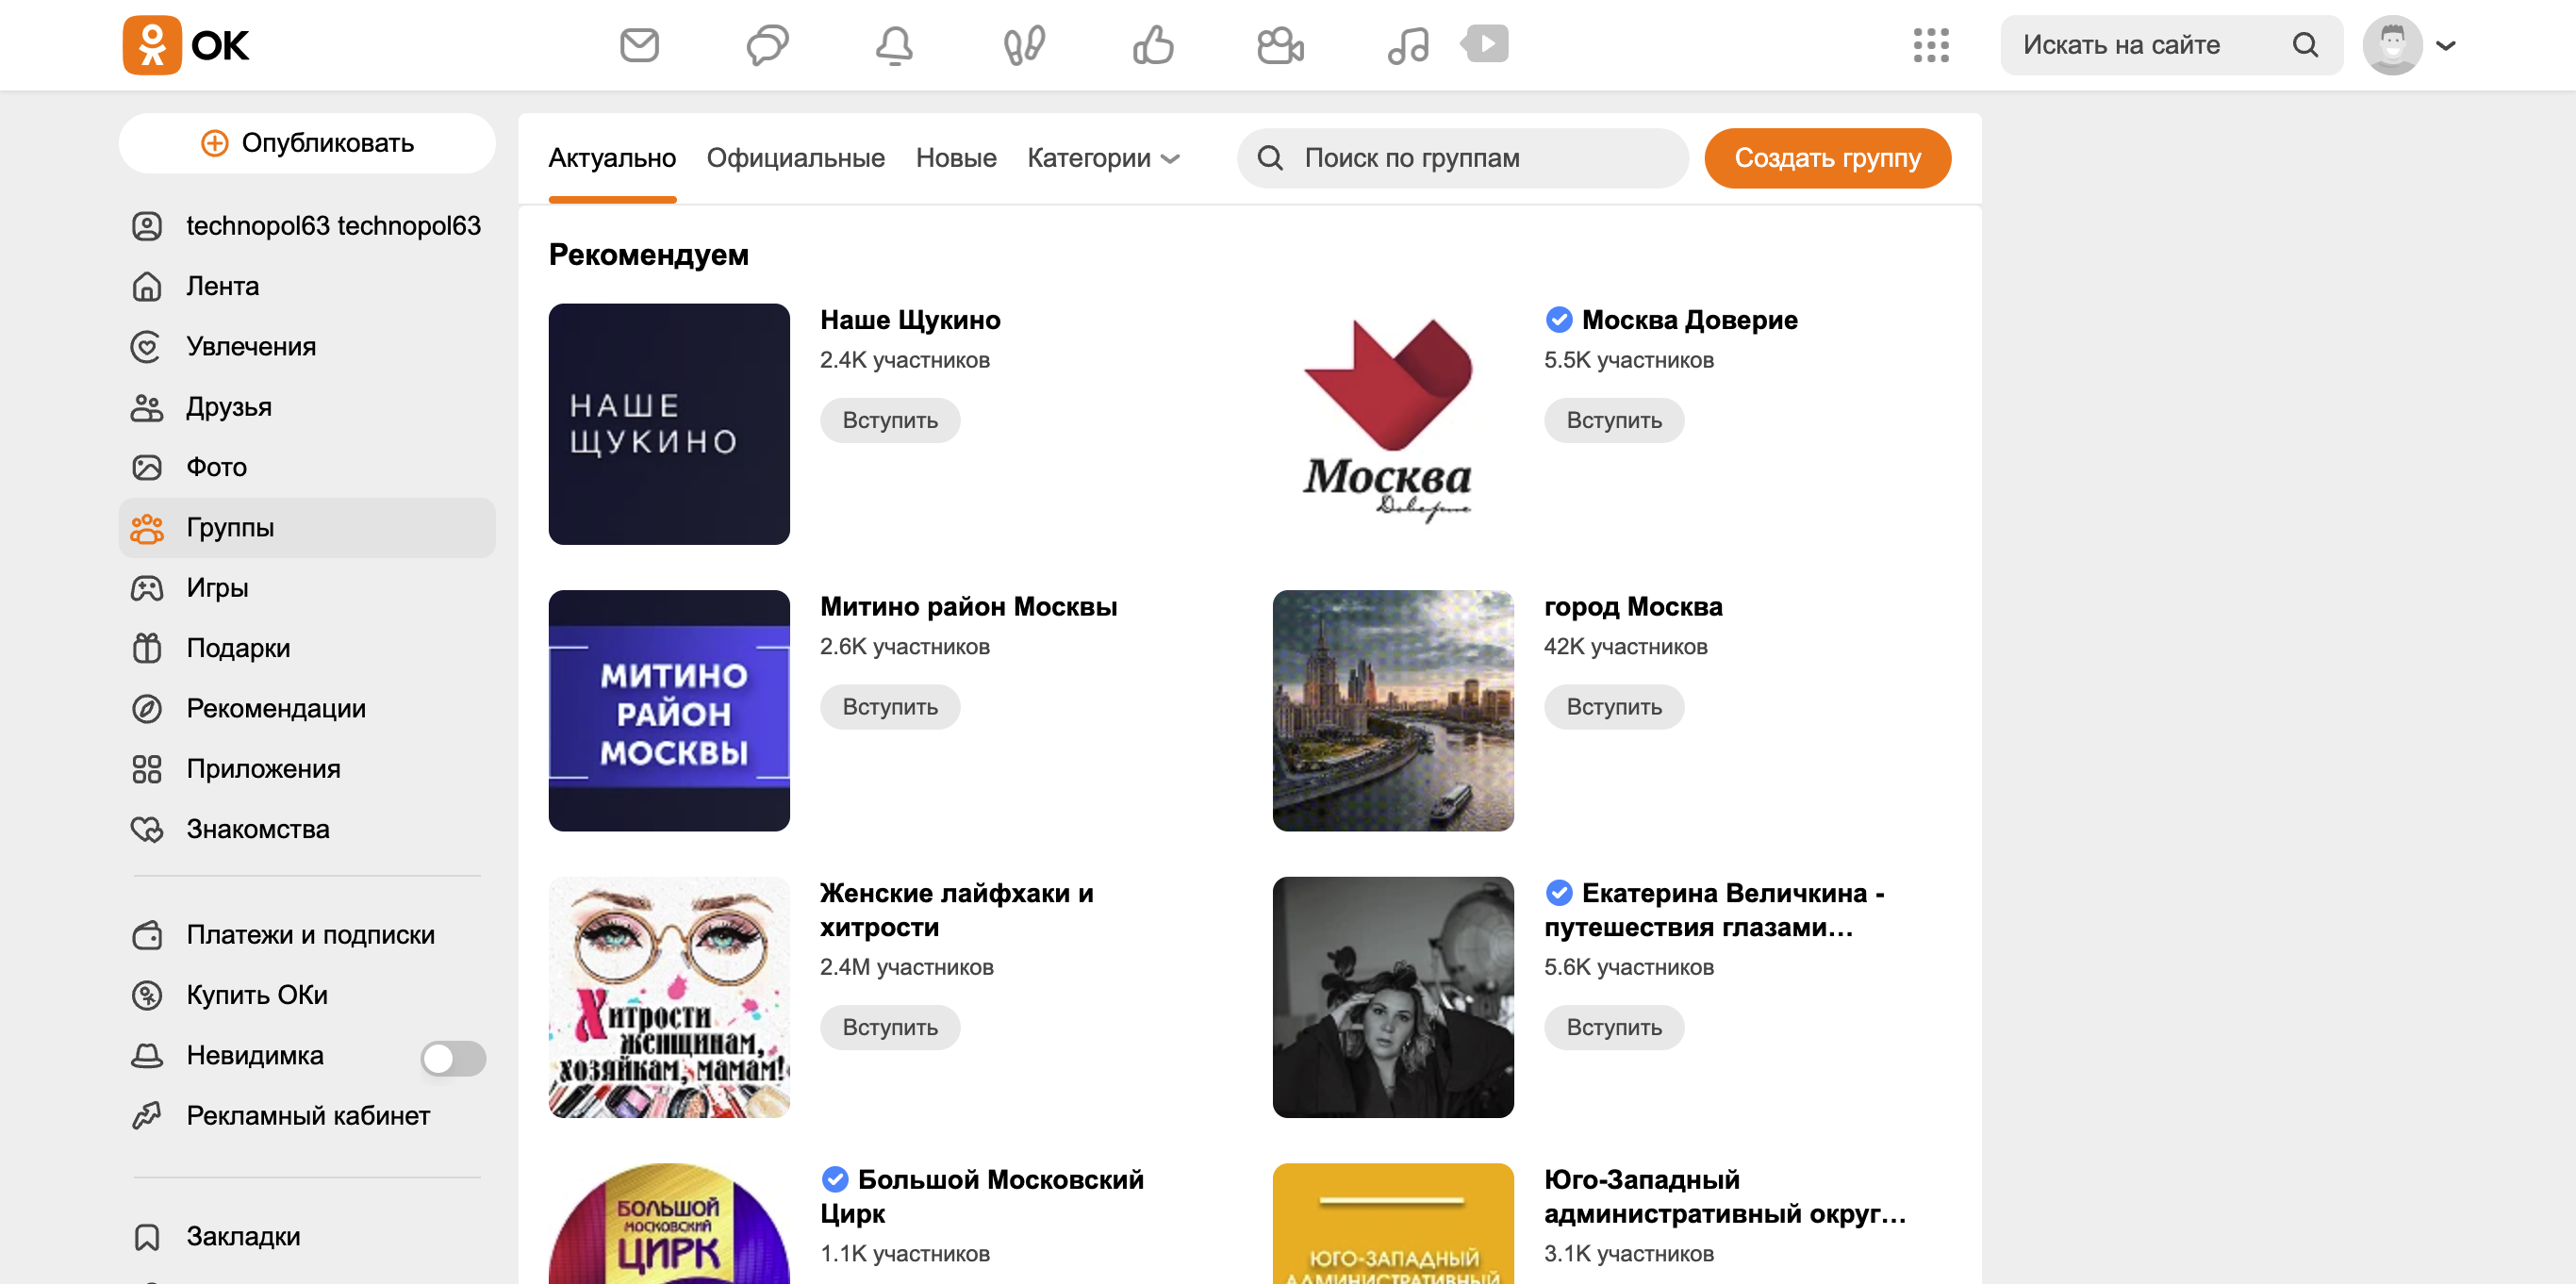 OK
Искать на сайте
Опубликовать
technopol63 technopol63
Лента
Увлечения
Друзья
Фото
Группы
Игры
Подарки
Рекомендации
Приложения
Знакомства
Платежи и подписки
Купить ОКи
Невидимка
Рекламный кабинет
Закладки
Актуально
Официальные
Новые
Категории
Поиск по группам
Создать группу
Рекомендуем
НАШЕ
ЩУКИНО
Наше Щукино
2.4K участников
Вступить
Москва
Доверие
Москва Доверие
5.5K участников
Вступить
МИТИНО
РАЙОН
МОСКВЫ
Митино район Москвы
2.6K участников
Вступить
город Москва
42K участников
Вступить
Хитрости
женщинам,
хозяйкам, мамам!
Женские лайфхаки и
хитрости
2.4M участников
Вступить
Екатерина Величкина -
путешествия глазами...
5.6K участников
Вступить
БОЛЬШОЙ
МОСКОВСКИЙ
ЦИРК
Большой Московский
Цирк
1.1K участников
ЮГО-ЗАПАДНЫЙ
АДМИНИСТРАТИВНЫЙ
Юго-Западный
административный округ...
3.1K участников